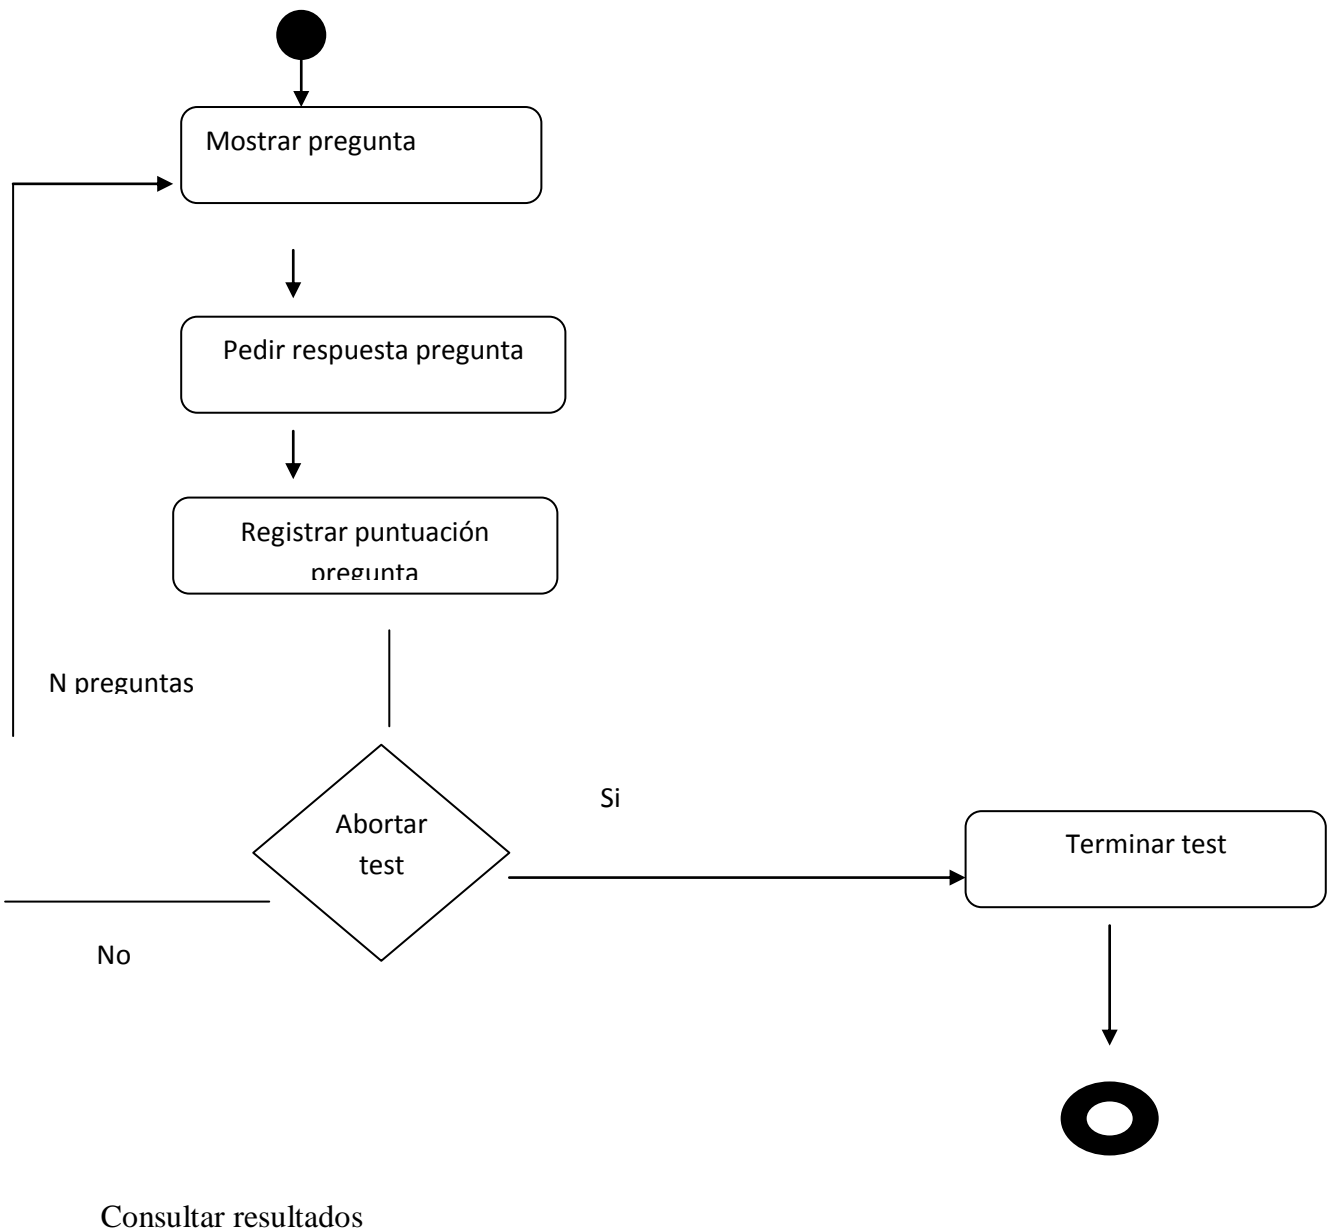 Mostrar pregunta
Pedir respuesta pregunta
Registrar puntuación
pregunta
N preguntas
Abortar
test
Si
Terminar test
No
Consultar resultados